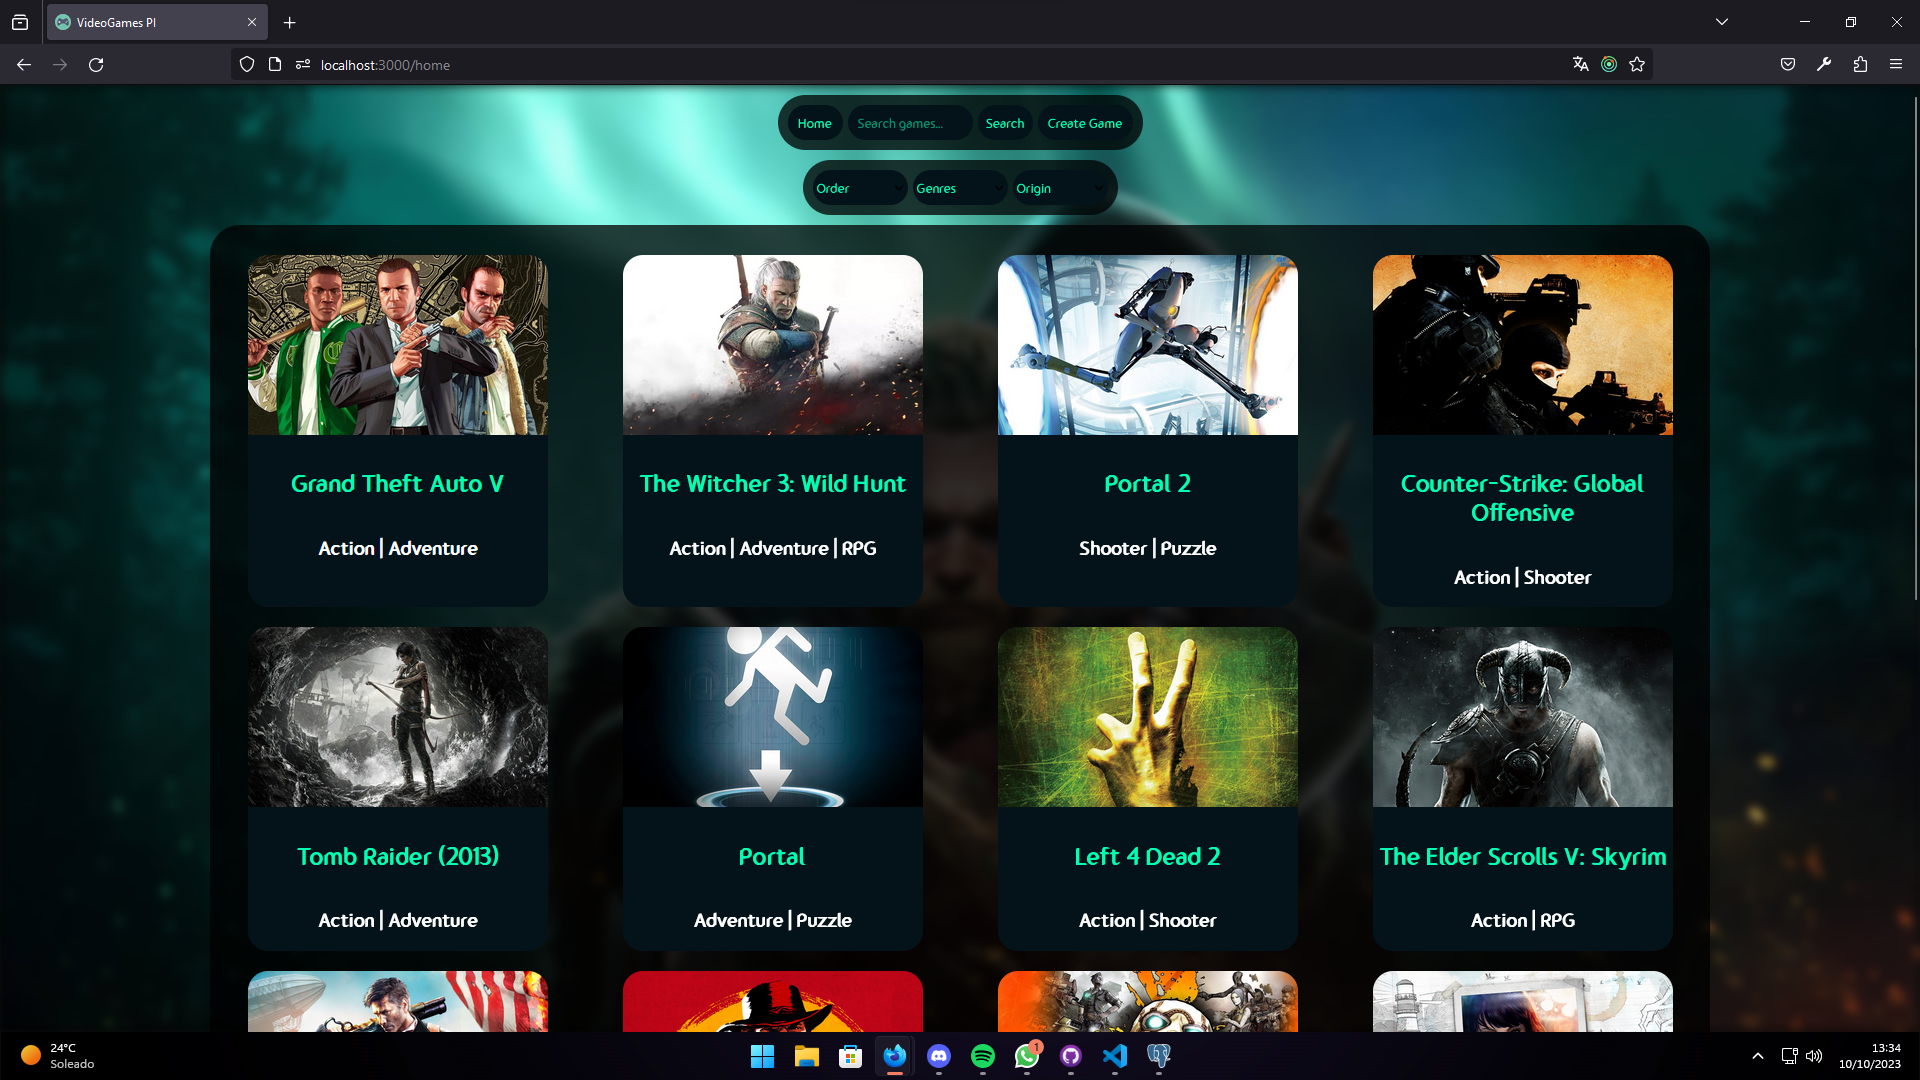 VideoGames PI
localhost:3000/home
Home
Search games...
Search
Create Game
Order
Genres
Origin
Grand Theft Auto V
Action | Adventure
The Witcher 3: Wild Hunt
Action | Adventure | RPG
Portal 2
Shooter | Puzzle
Counter-Strike: Global
Offensive
Action | Shooter
Tomb Raider (2013)
Action | Adventure
Portal
Adventure | Puzzle
Left 4 Dead 2
Action | Shooter
The Elder Scrolls V: Skyrim
Action | RPG
24°C
Soleado
1
13:34
10/10/2023